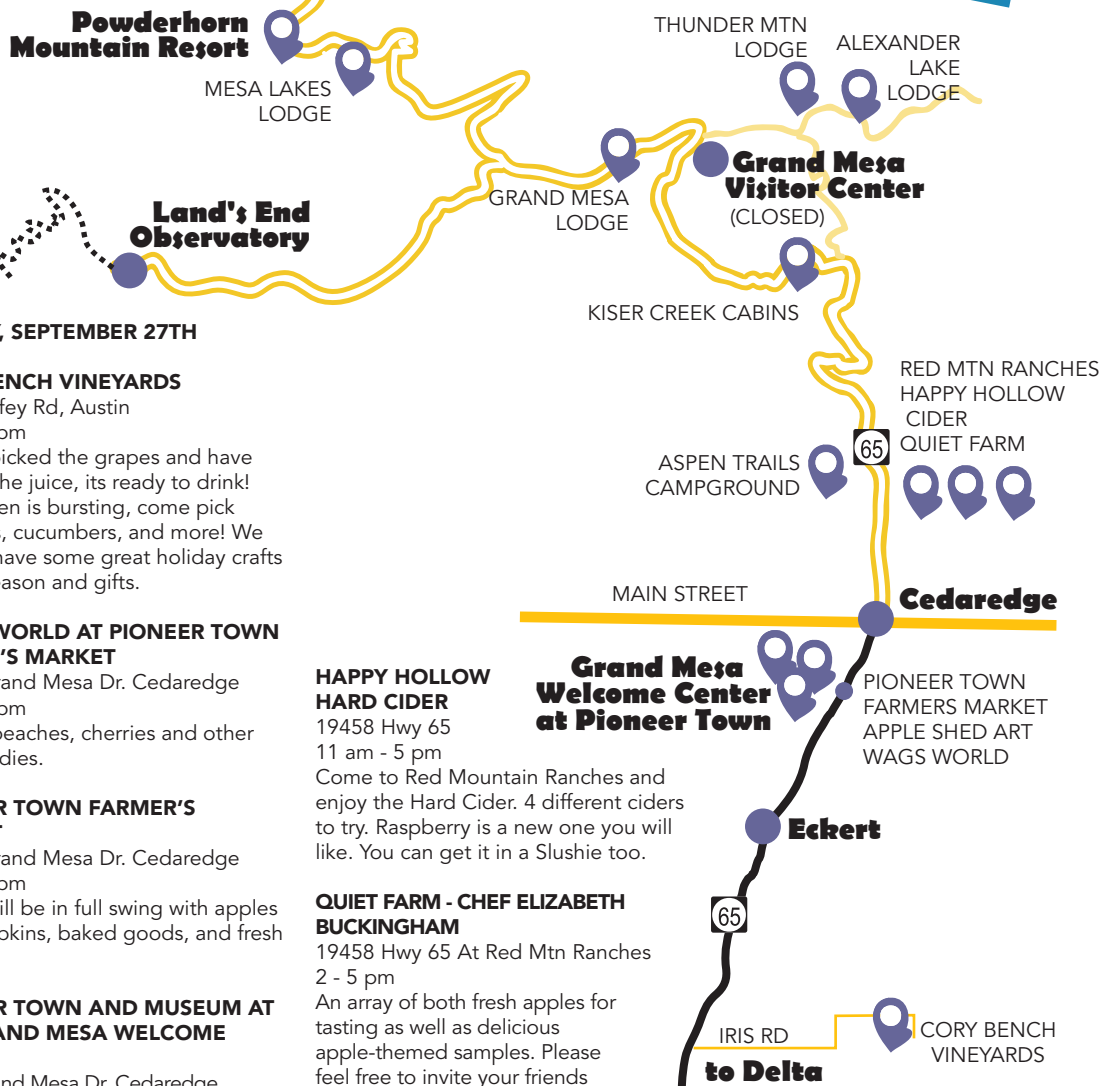 Powderhorn
Mountain Resort
MESA LAKES
LODGE
THUNDER MTN
LODGE
ALEXANDER
LAKE
LODGE
Grand Mesa
Visitor Center
(CLOSED)
GRAND MESA
LODGE
Land's End
Observatory
KISER CREEK CABINS
RED MTN RANCHES
HAPPY HOLLOW
CIDER
QUIET FARM
65
ASPEN TRAILS
CAMPGROUND
MAIN STREET
Cedaredge
Grand Mesa
Welcome Center
at Pioneer Town
PIONEER TOWN
FARMERS MARKET
APPLE SHED ART
WAGS WORLD
Eckert
65
IRIS RD
to Delta
CORY BENCH
VINEYARDS
, SEPTEMBER 27TH
ENCH VINEYARDS
fey Rd, Austin
pm
picked the grapes and have
he juice, its ready to drink!
en is bursting, come pick
s, cucumbers, and more! We
have some great holiday crafts
eason and gifts.
WORLD AT PIONEER TOWN
'S MARKET
rand Mesa Dr. Cedaredge
pm
peaches, cherries and other
dies.
R TOWN FARMER'S
T
rand Mesa Dr. Cedaredge
pm
ill be in full swing with apples
pkins, baked goods, and fresh
R TOWN AND MUSEUM AT
AND MESA WELCOME
and Mesa Dr. Cedaredge
HAPPY HOLLOW
HARD CIDER
19458 Hwy 65
11 am - 5 pm
Come to Red Mountain Ranches and
enjoy the Hard Cider. 4 different ciders
to try. Raspberry is a new one you will
like. You can get it in a Slushie too.
QUIET FARM - CHEF ELIZABETH
BUCKINGHAM
19458 Hwy 65 At Red Mtn Ranches
2 - 5 pm
An array of both fresh apples for
tasting as well as delicious
apple-themed samples. Please
feel free to invite your friends